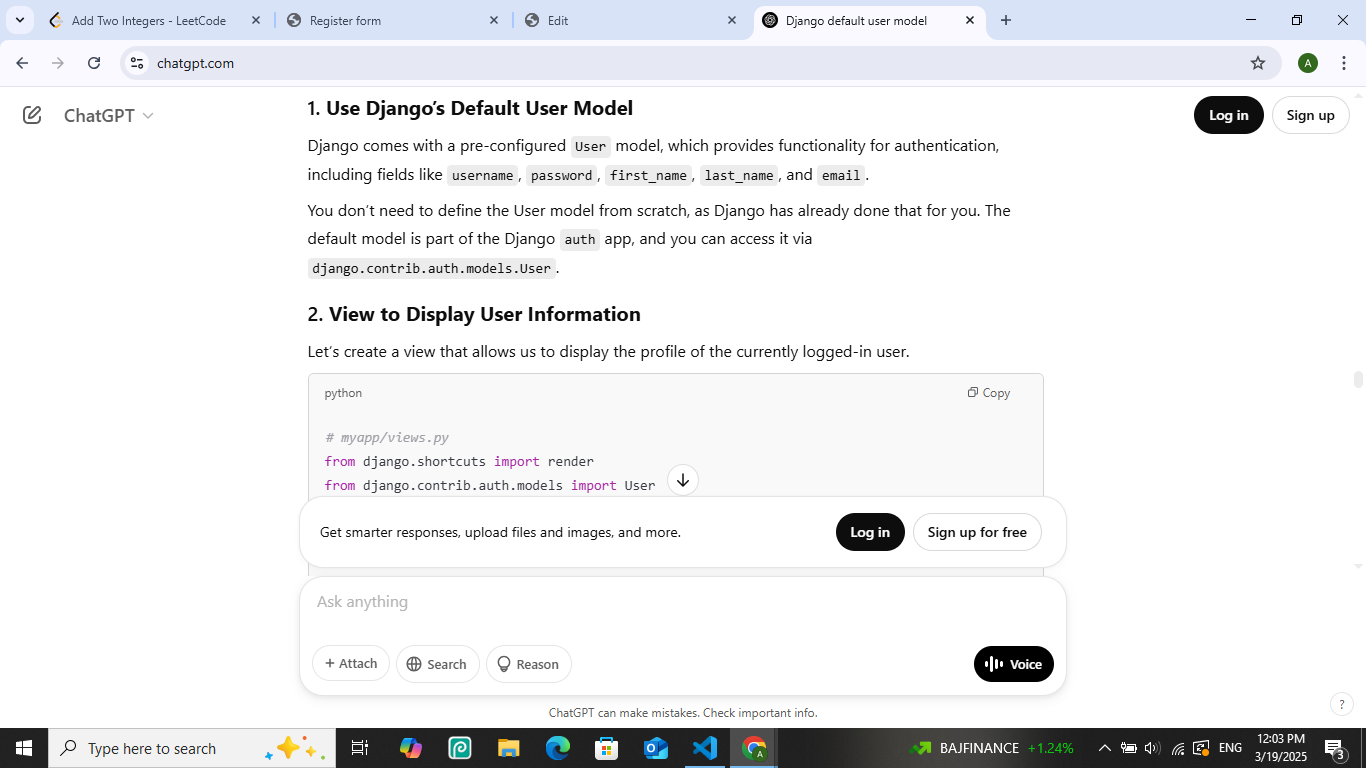 Add Two Integers - LeetCode
Register form
Edit
Django default user model
chatgpt.com
A
ChatGPT
Log in
Sign up
1. Use Django’s Default User Model
Django comes with a pre-configured User model, which provides functionality for authentication,
including fields like username, password, first_name, last_name, and email.
You don’t need to define the User model from scratch, as Django has already done that for you. The
default model is part of the Django auth app, and you can access it via
django.contrib.auth.models.User.
2. View to Display User Information
Let’s create a view that allows us to display the profile of the currently logged-in user.
python
Copy
# myapp/views.py
from django.shortcuts import render
from django.contrib.auth.models import User
Get smarter responses, upload files and images, and more.
Log in
Sign up for free
Ask anything
+ Attach
Search
Reason
Voice
ChatGPT can make mistakes. Check important info.
?
Type here to search
A
BAJFINANCE +1.24%
ENG
12:03 PM
3/19/2025
3